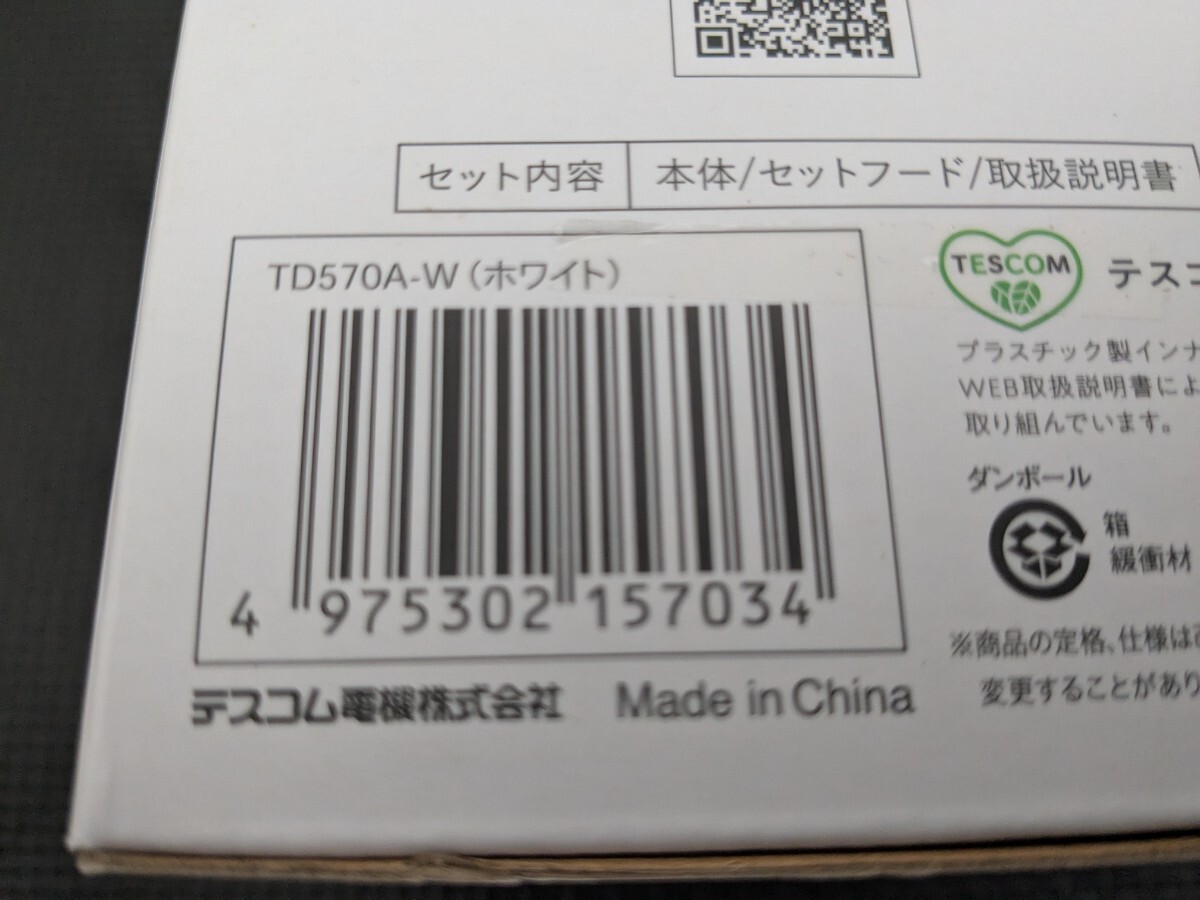 セット内容 本体/セットフード/取扱説明書
TD570A-W（ホワイト）
4 975302 157034
テスコム電機株式会社 Made in China
TESCOM テスコ
プラスチック製インナ
WEB取扱説明書によ
取り組んでいます。
ダンボール
箱
緩衝材
※商品の定格、仕様は
変更することがあり